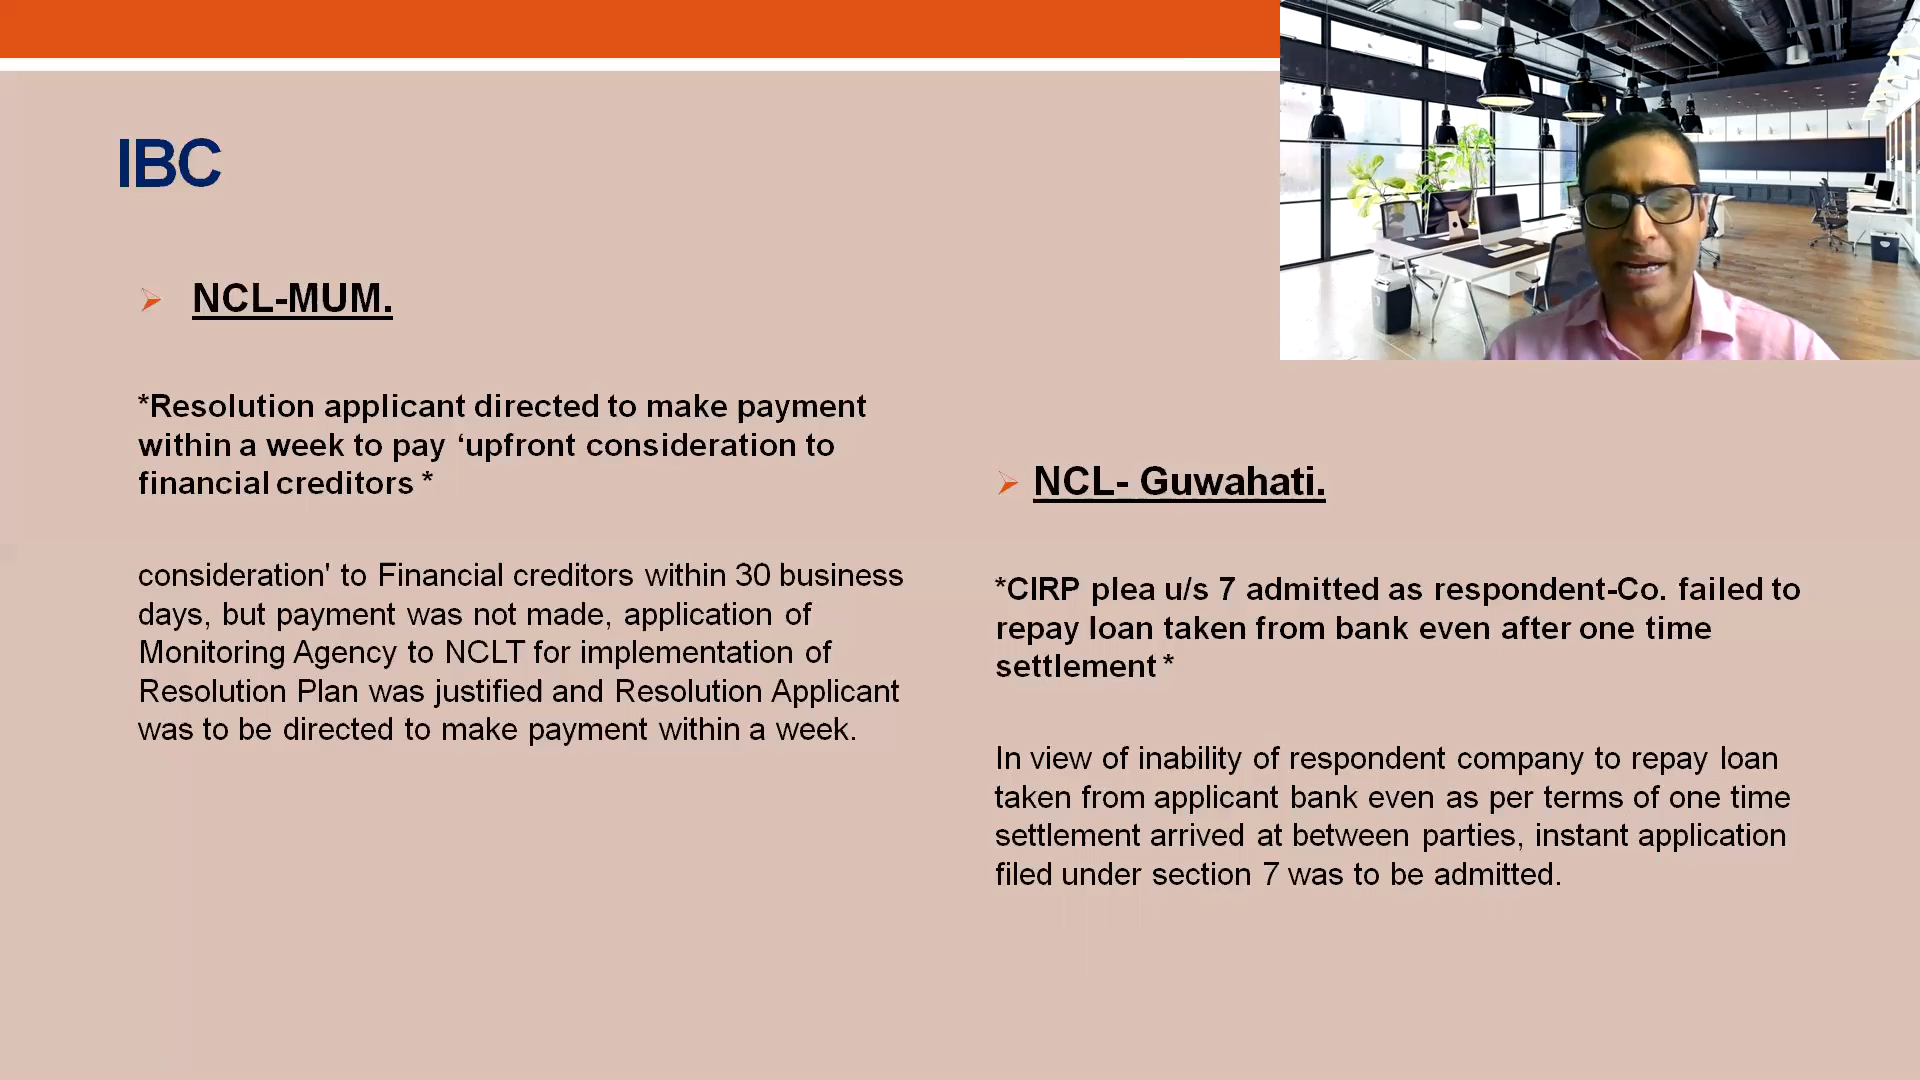 IBC
NCL-MUM.
*Resolution applicant directed to make payment
within a week to pay ‘upfront consideration to
financial creditors *
consideration' to Financial creditors within 30 business
days, but payment was not made, application of
Monitoring Agency to NCLT for implementation of
Resolution Plan was justified and Resolution Applicant
was to be directed to make payment within a week.
NCL- Guwahati.
*CIRP plea u/s 7 admitted as respondent-Co. failed to
repay loan taken from bank even after one time
settlement *
In view of inability of respondent company to repay loan
taken from applicant bank even as per terms of one time
settlement arrived at between parties, instant application
filed under section 7 was to be admitted.